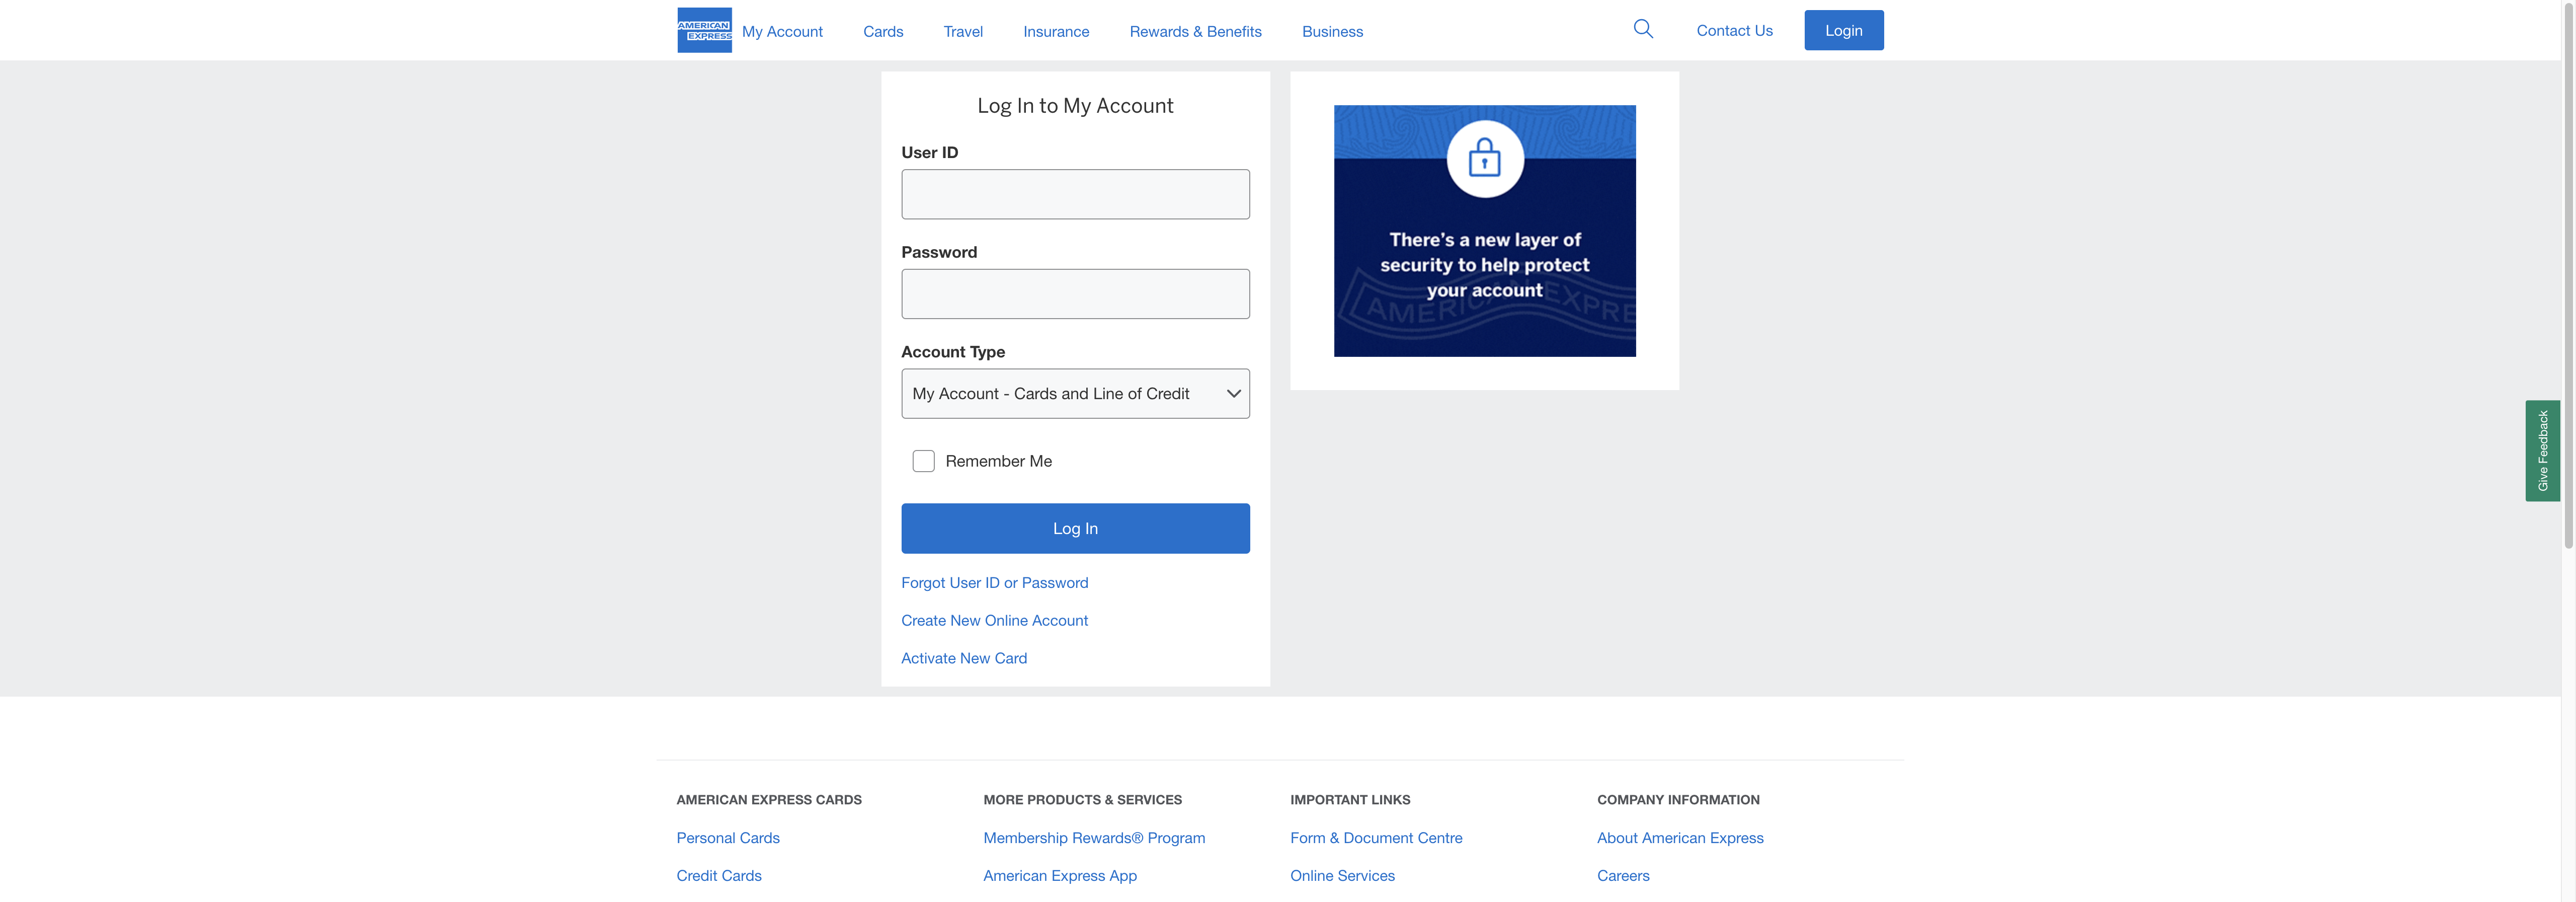 AMERICAN
EXPRESS
My Account
Cards
Travel
Insurance
Rewards & Benefits
Business
Contact Us
Login
Log In to My Account
User ID
Password
Account Type
My Account - Cards and Line of Credit
Remember Me
Log In
Forgot User ID or Password
Create New Online Account
Activate New Card
There's a new layer of
security to help protect
your account
AMERICAN EXPRE
Give Feedback
AMERICAN EXPRESS CARDS
Personal Cards
Credit Cards
MORE PRODUCTS & SERVICES
Membership Rewards® Program
American Express App
IMPORTANT LINKS
Form & Document Centre
Online Services
COMPANY INFORMATION
About American Express
Careers